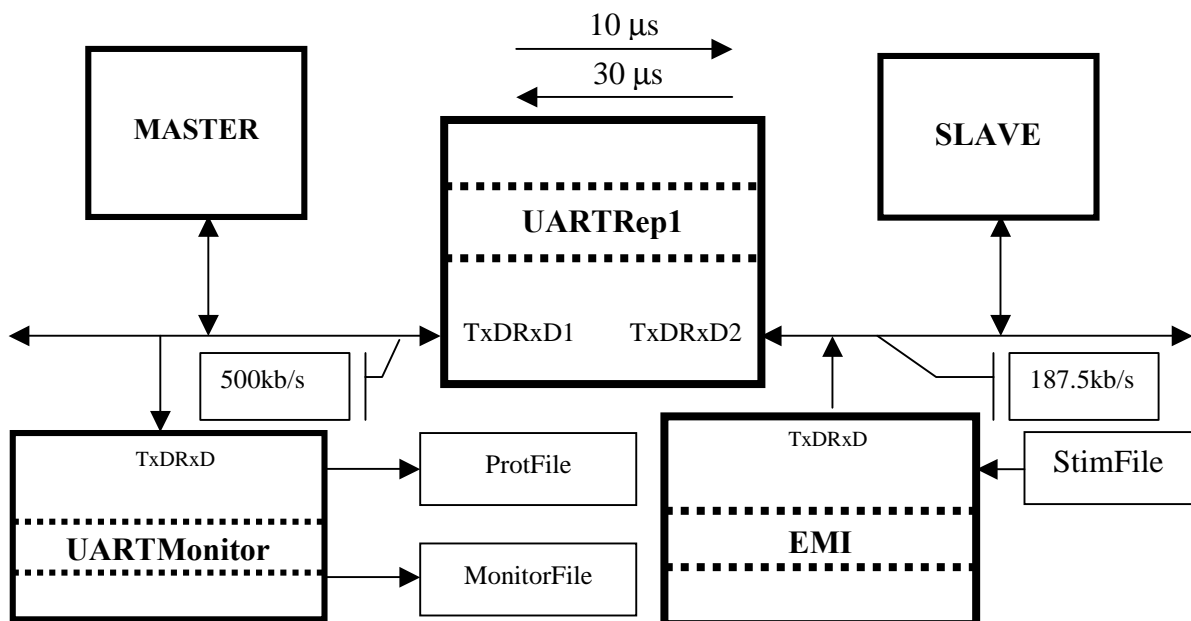 10 μs
30 μs
MASTER
SLAVE
UARTRep1
TxDRxD1
TxDRxD2
500kb/s
187.5kb/s
TxDRxD
ProtFile
TxDRxD
StimFile
UARTMonitor
EMI
MonitorFile